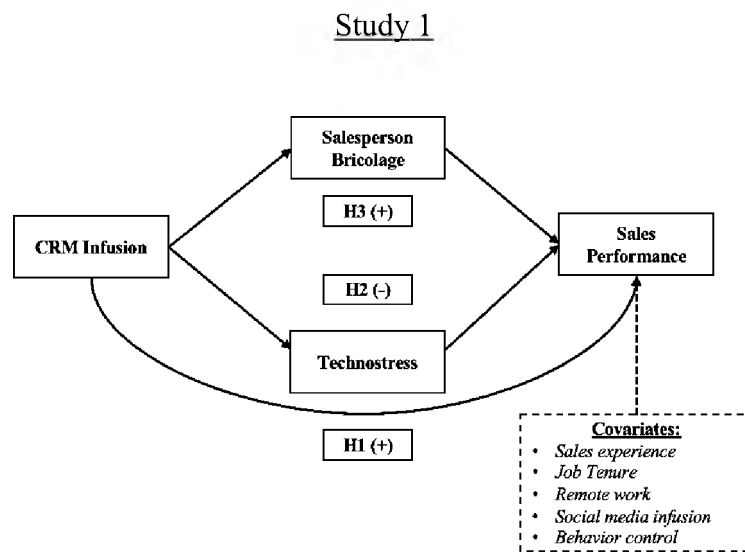 Study 1
Salesperson
Bricolage
H3 (+)
CRM Infusion
Sales
Performance
H2 (-)
Technostress
H1 (+)
Covariates:
• Sales experience
• Job Tenure
• Remote work
• Social media infusion
• Behavior control